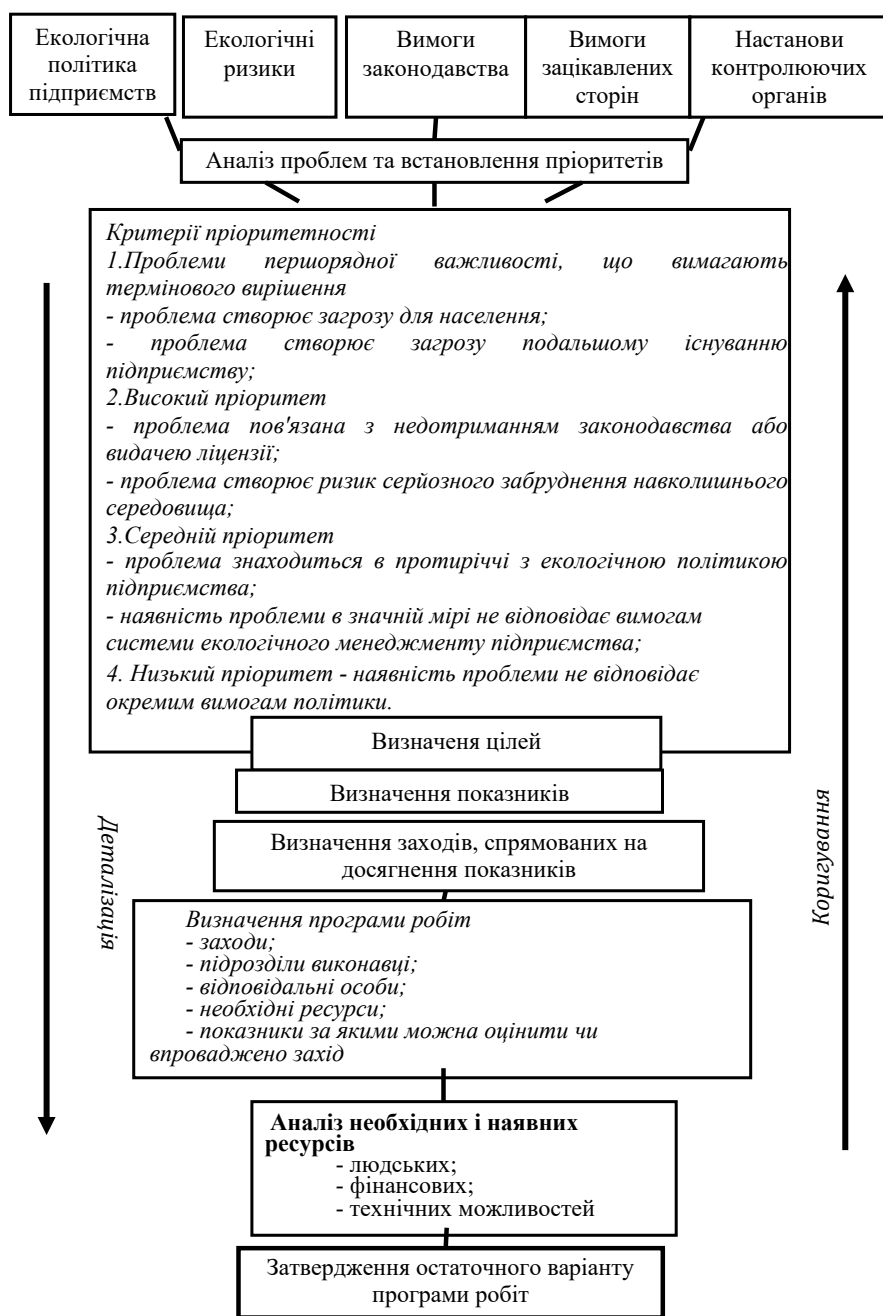 Екологічна
політика
підприємств
Екологічні
ризики
Вимоги
законодавства
Вимоги
зацікавлених
сторін
Настанови
контролюючих
органів
Аналіз проблем та встановлення пріоритетів
Критерії пріоритетності
1.Проблеми першорядної важливості, що вимагають
термінового вирішення
- проблема створює загрозу для населення;
- проблема створює загрозу подальшому існуванню
підприємству;
2.Високий пріоритет
- проблема пов'язана з недотриманням законодавства або
видачею ліцензії;
- проблема створює ризик серйозного забруднення навколишнього
середовища;
3.Середній пріоритет
- проблема знаходиться в протиріччі з екологічною політикою
підприємства;
- наявність проблеми в значній мірі не відповідає вимогам
системи екологічного менеджменту підприємства;
4. Низький пріоритет - наявність проблеми не відповідає
окремим вимогам політики.
Визначеня цілей
Визначення показників
Визначення заходів, спрямованих на
досягнення показників
Деталізація
Коригування
Визначення програми робіт
- заходи;
- підрозділи виконавці;
- відповідальні особи;
- необхідні ресурси;
- показники за якими можна оцінити чи
впроваджено захід
Аналіз необхідних і наявних
ресурсів
- людських;
- фінансових;
- технічних можливостей
Затвердження остаточного варіанту
програми робіт